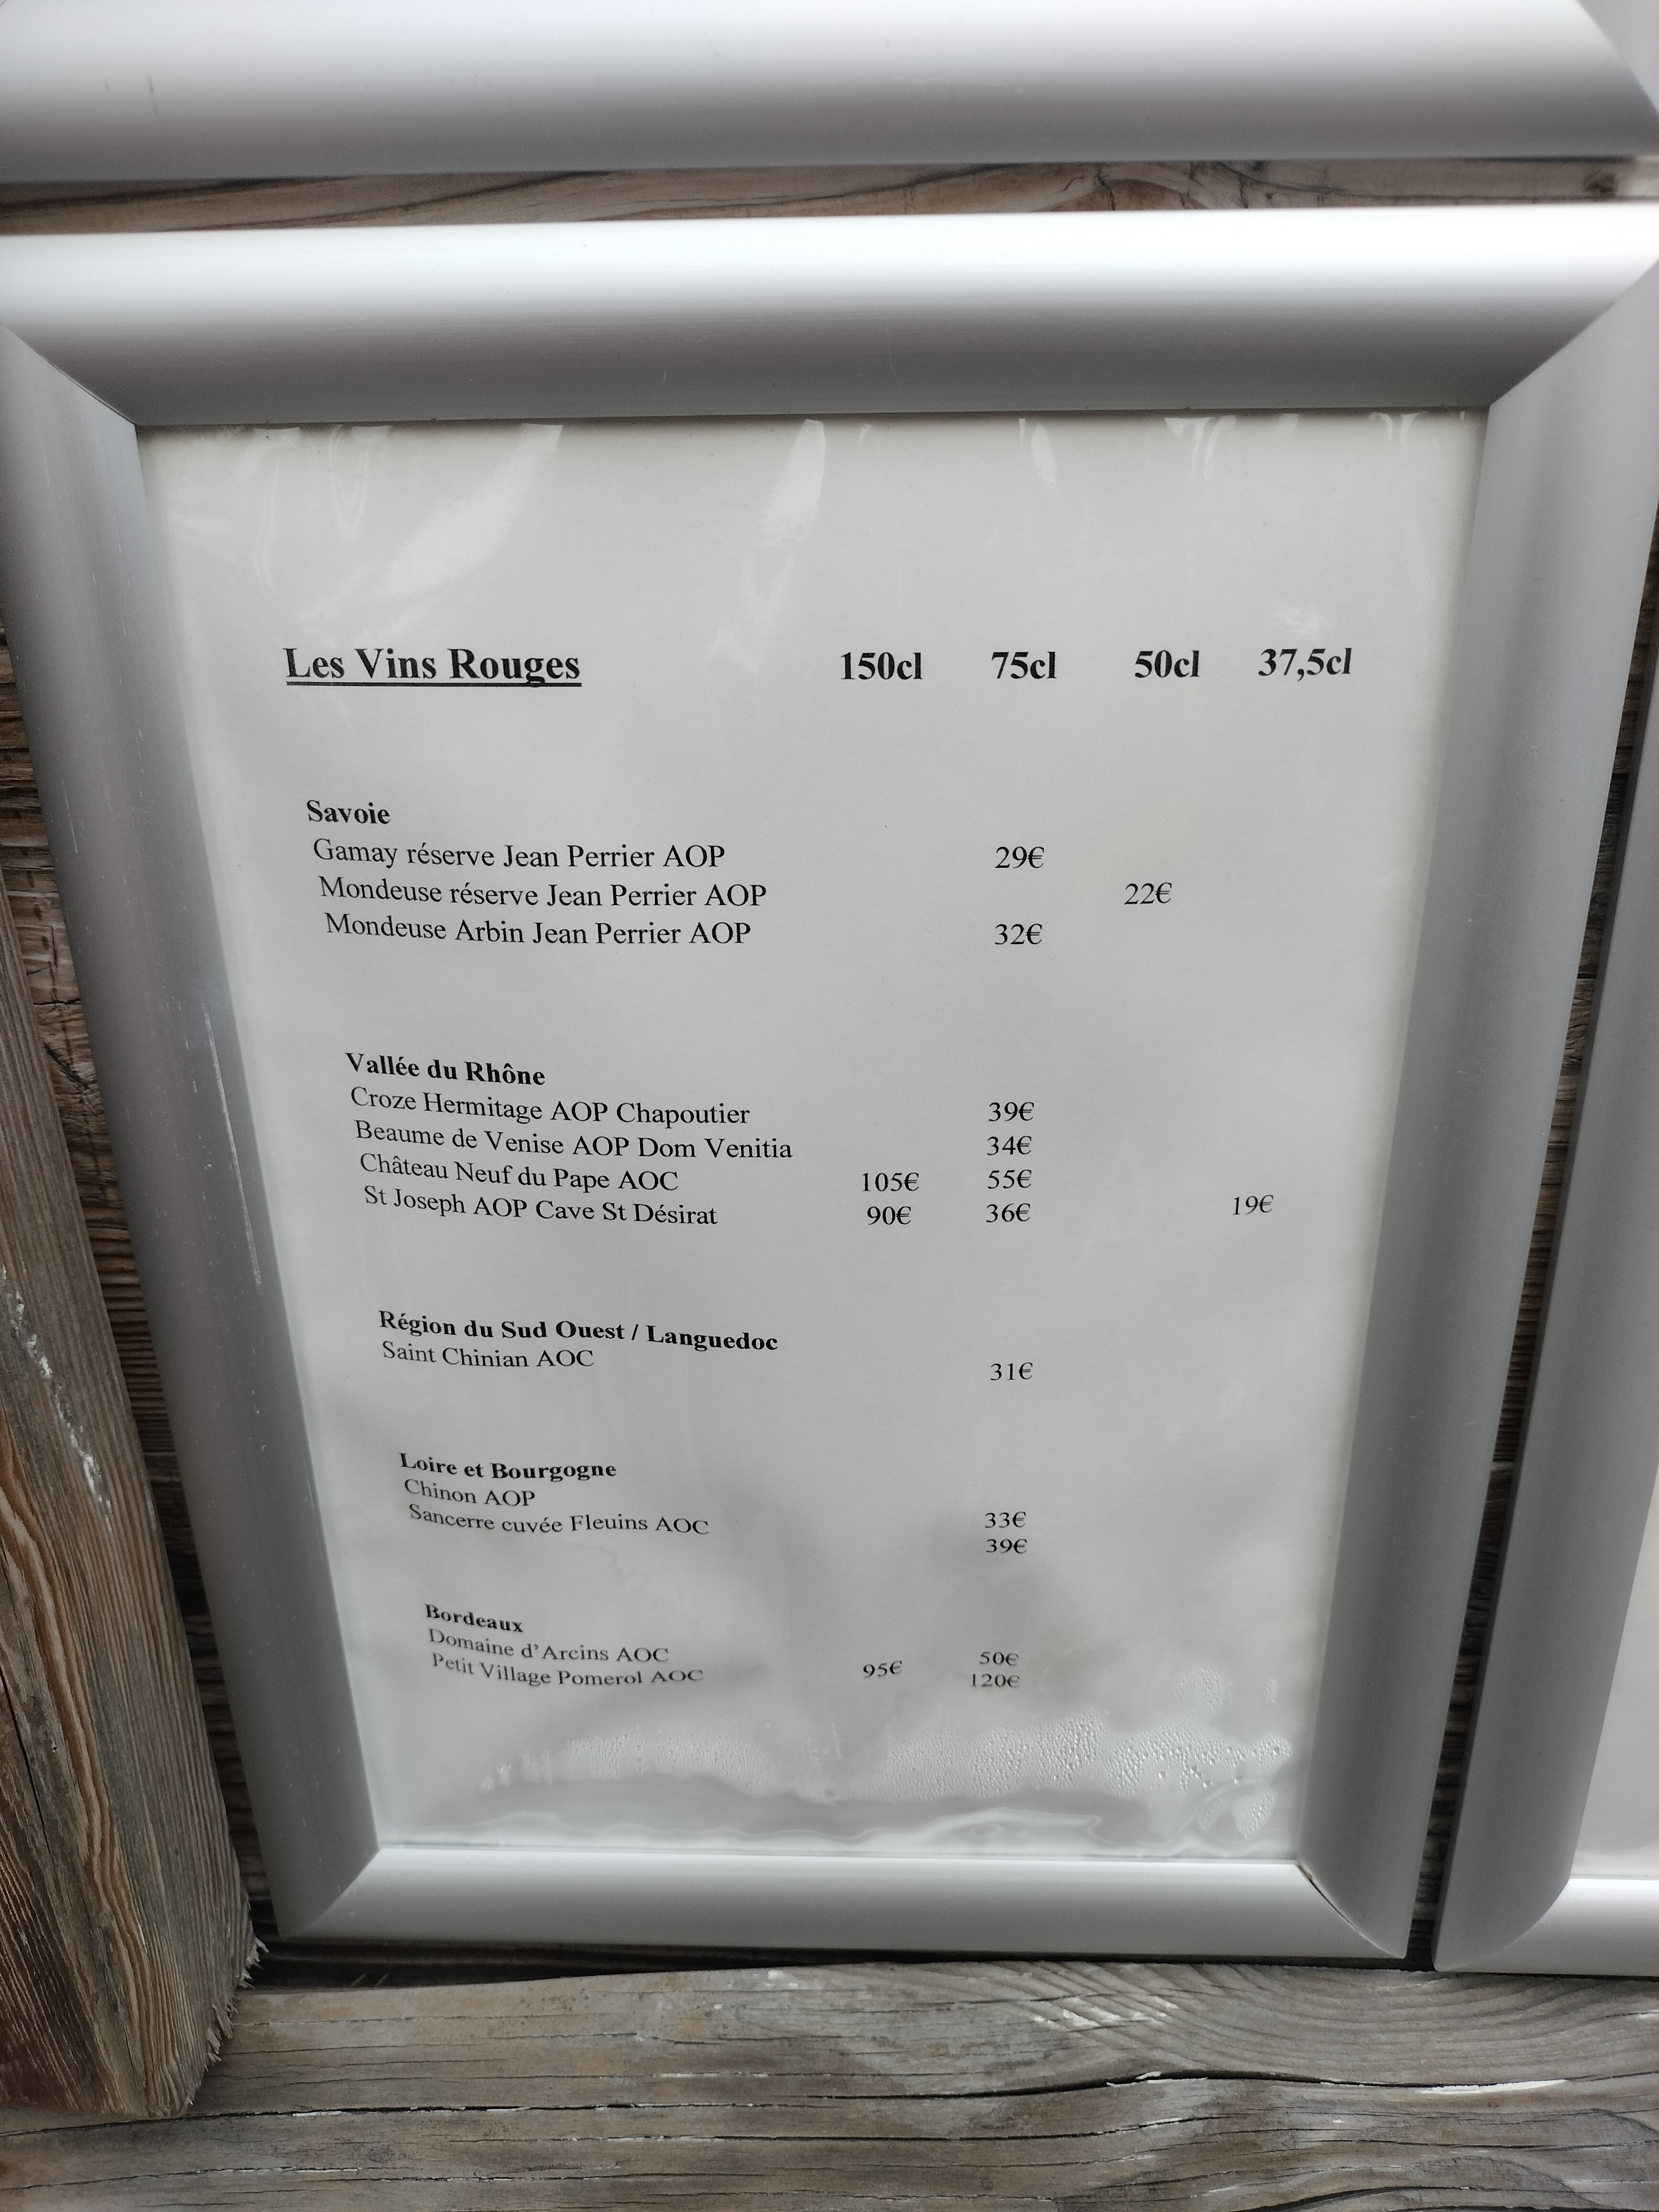 Les Vins Rouges 150cl 75cl 50cl 37,5cl
Savoie
Gamay réserve Jean Perrier AOP 29€
Mondeuse réserve Jean Perrier AOP 22€
Mondeuse Arbin Jean Perrier AOP 32€
Vallée du Rhône
Croze Hermitage AOP Chapoutier 39€
Beaume de Venise AOP Dom Venitia 34€
Château Neuf du Pape AOC 105€ 55€
St Joseph AOP Cave St Désirat 90€ 36€ 19€
Région du Sud Ouest / Languedoc
Saint Chinian AOC 31€
Loire et Bourgogne
Chinon AOP 33€
Sancerre cuvée Fleuins AOC 39€
Bordeaux
Domaine d'Arcins AOC 95€ 50€
Petit Village Pomerol AOC 120€